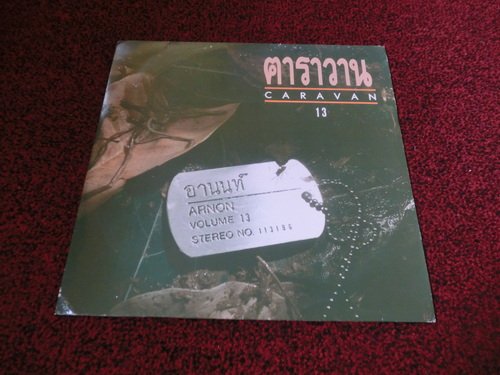 คาราวาน
CARAVAN
13
อานนท์
ARNON
VOLUME 13
STEREO NO. 113186